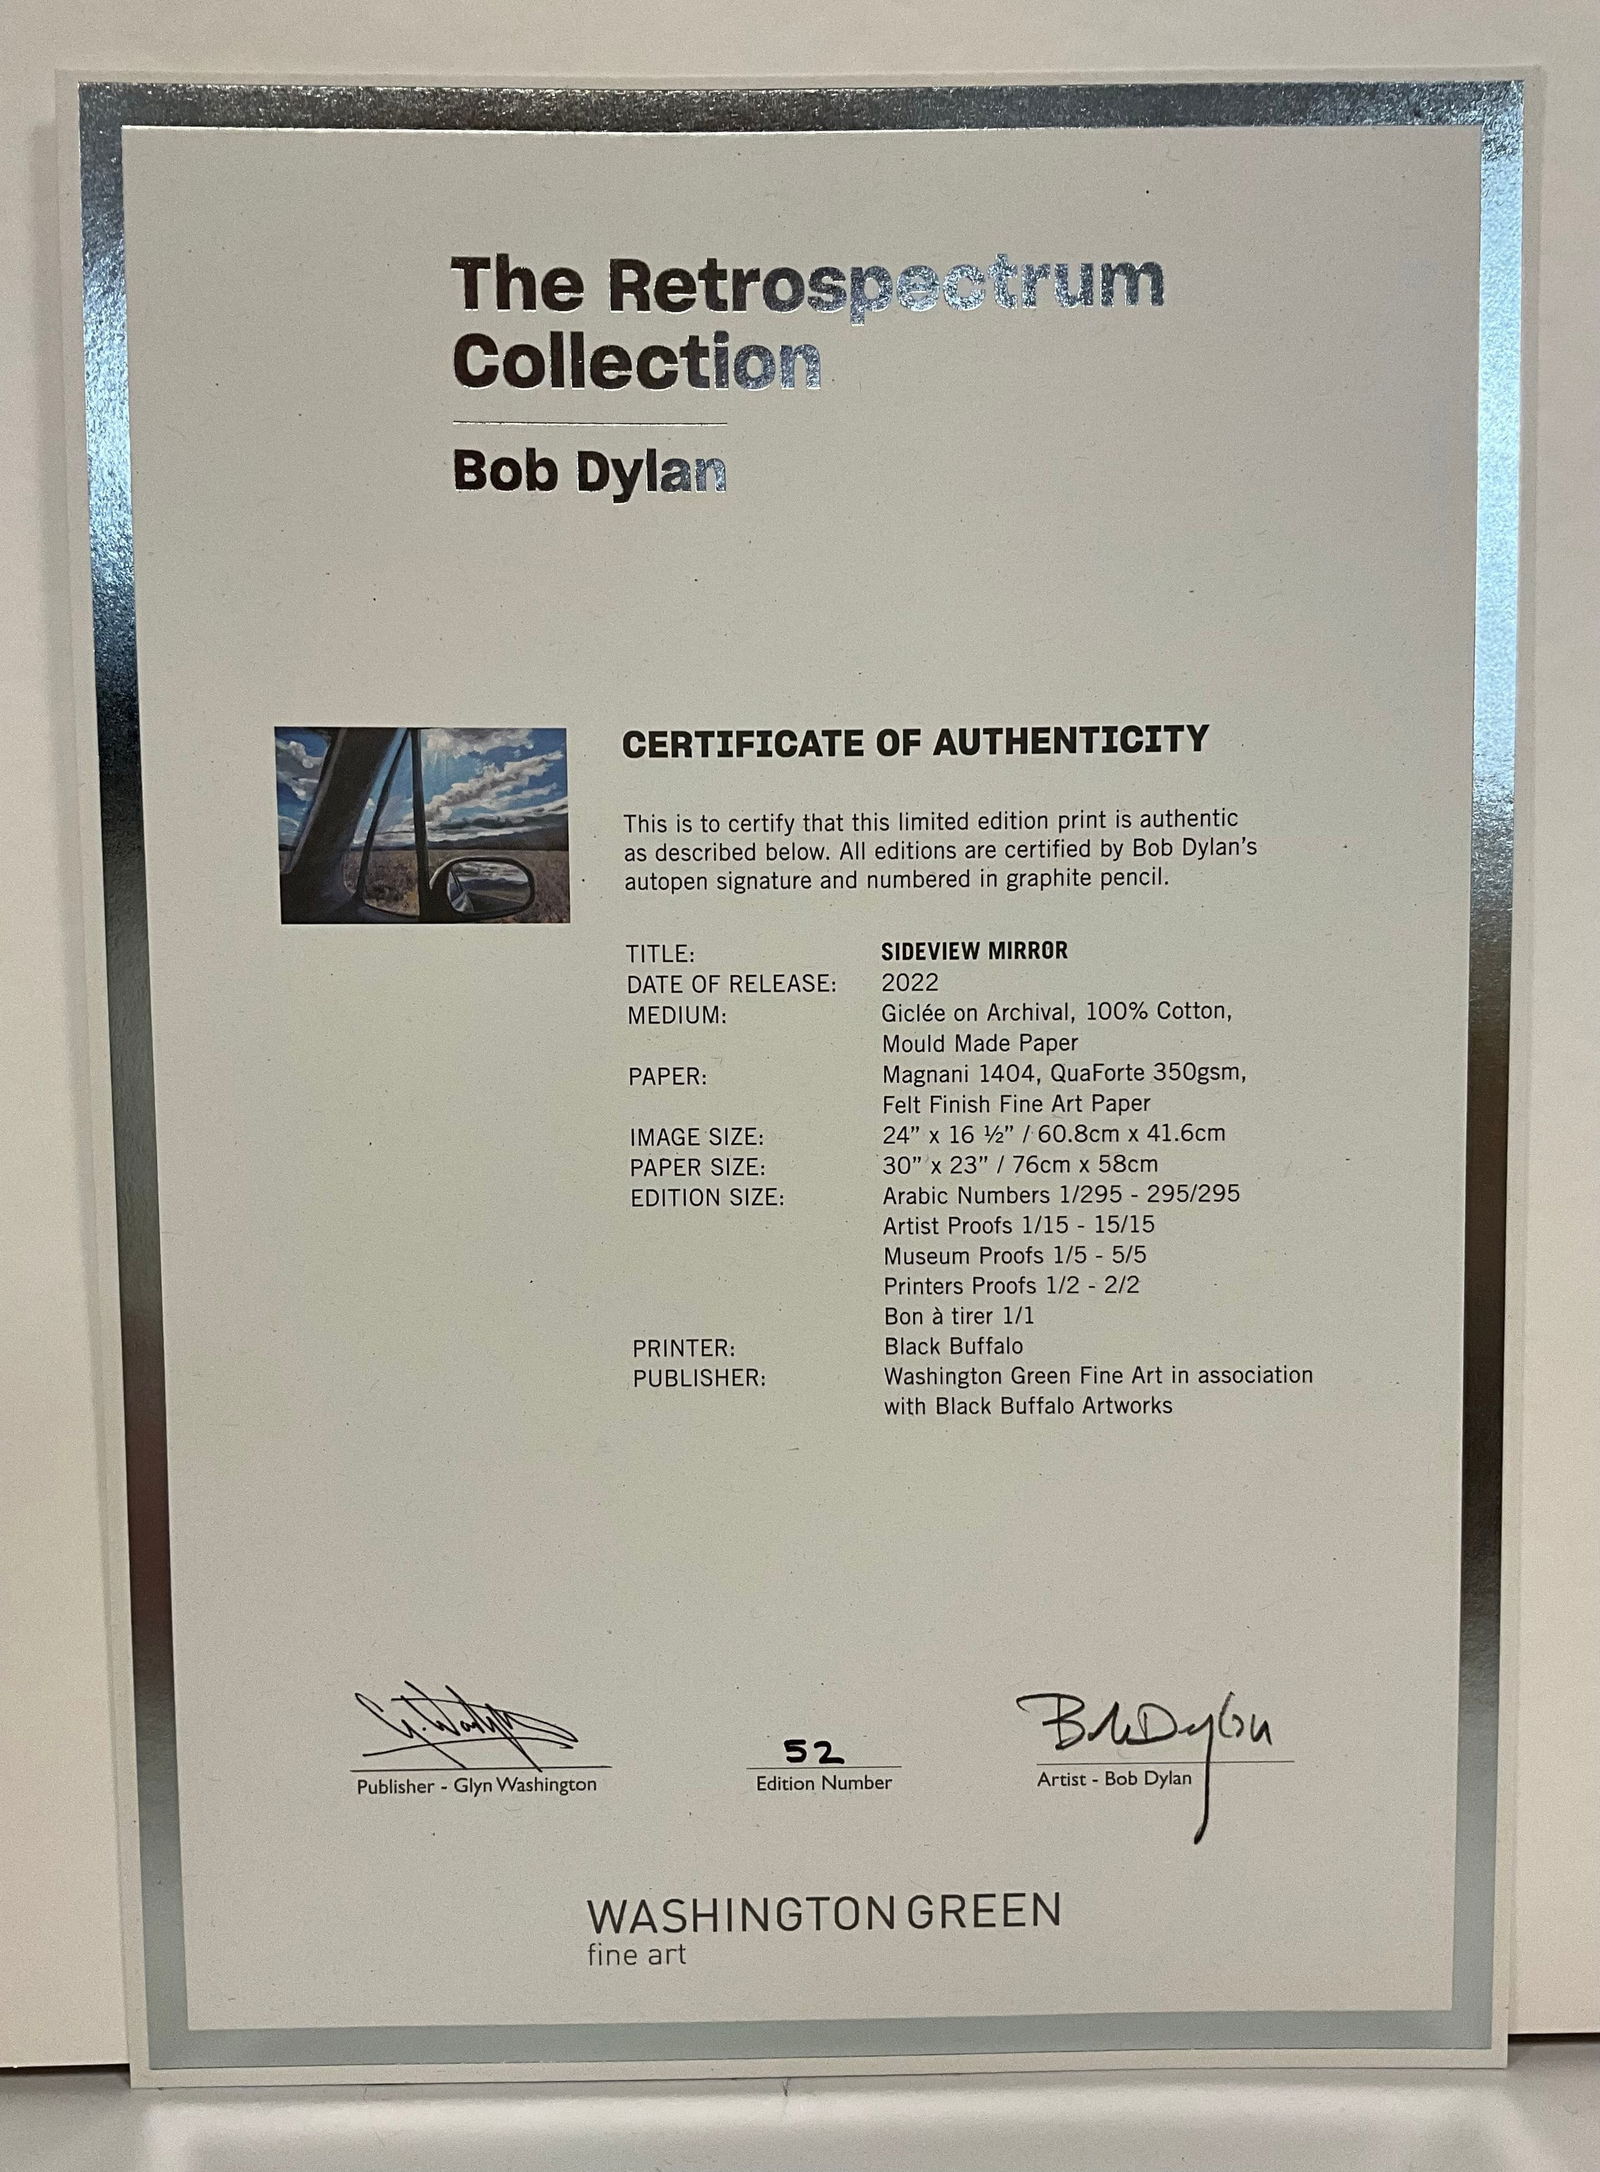 The Retrospectrum
Collection
Bob Dylan
CERTIFICATE OF AUTHENTICITY
This is to certify that this limited edition print is authentic
as described below. All editions are certified by Bob Dylan's
autopen signature and numbered in graphite pencil.
TITLE: SIDEVIEW MIRROR
DATE OF RELEASE: 2022
MEDIUM: Giclée on Archival, 100% Cotton,
Mould Made Paper
PAPER: Magnani 1404, QuaForte 350gsm,
Felt Finish Fine Art Paper
IMAGE SIZE: 24” x 16 ½” / 60.8cm x 41.6cm
PAPER SIZE: 30” x 23” / 76cm x 58cm
EDITION SIZE: Arabic Numbers 1/295 - 295/295
Artist Proofs 1/15 - 15/15
Museum Proofs 1/5 - 5/5
Printers Proofs 1/2 - 2/2
Bon à tirer 1/1
PRINTER: Black Buffalo
PUBLISHER: Washington Green Fine Art in association
with Black Buffalo Artworks
52
Bob Dylan
Publisher - Glyn Washington
Edition Number
Artist - Bob Dylan
WASHINGTON GREEN
fine art